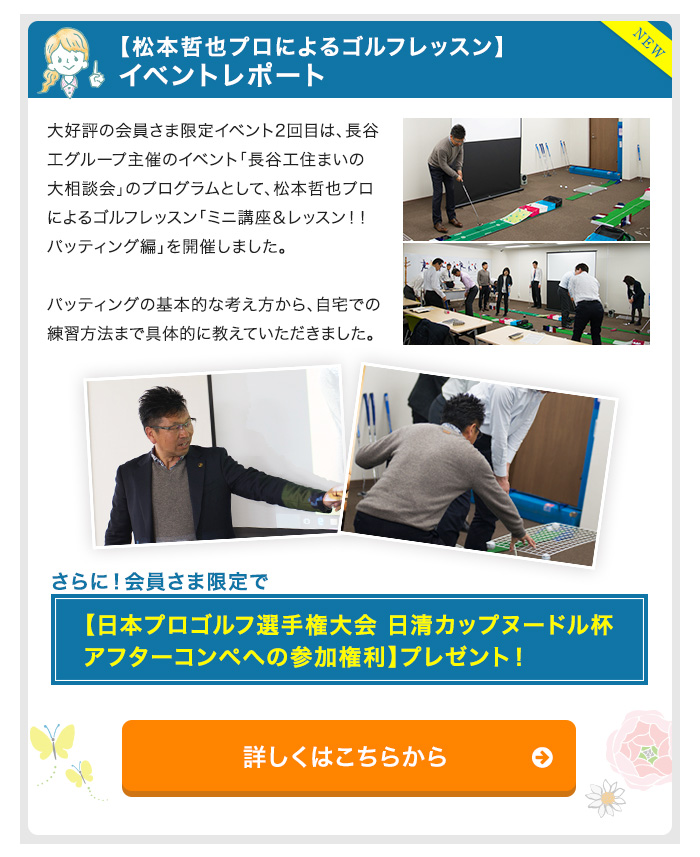 【松本哲也プロによるゴルフレッスン】
イベントレポート
NEW
大好評の会員さま限定イベント2回目は、長谷
工グループ主催のイベント「長谷工住まいの
大相談会」のプログラムとして、松本哲也プロ
によるゴルフレッスン「ミニ講座&レッスン!!
パッティング編」を開催しました。
パッティングの基本的な考え方から、自宅での
練習方法まで具体的に教えていただきました。
さらに!会員さま限定で
【日本プロゴルフ選手権大会 日清カップヌードル杯
アフターコンペへの参加権利】プレゼント!
詳しくはこちらから